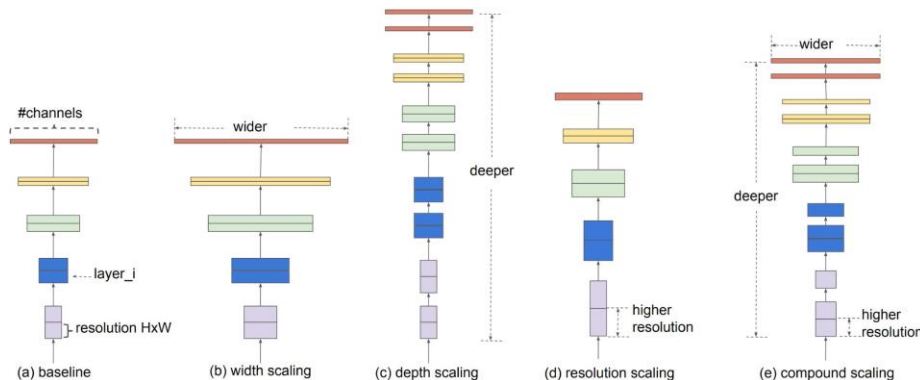 #channels
layer_i
resolution HxW
(a) baseline
wider
(b) width scaling
deeper
(c) depth scaling
higher
resolution
(d) resolution scaling
wider
deeper
higher
resolution
(e) compound scaling